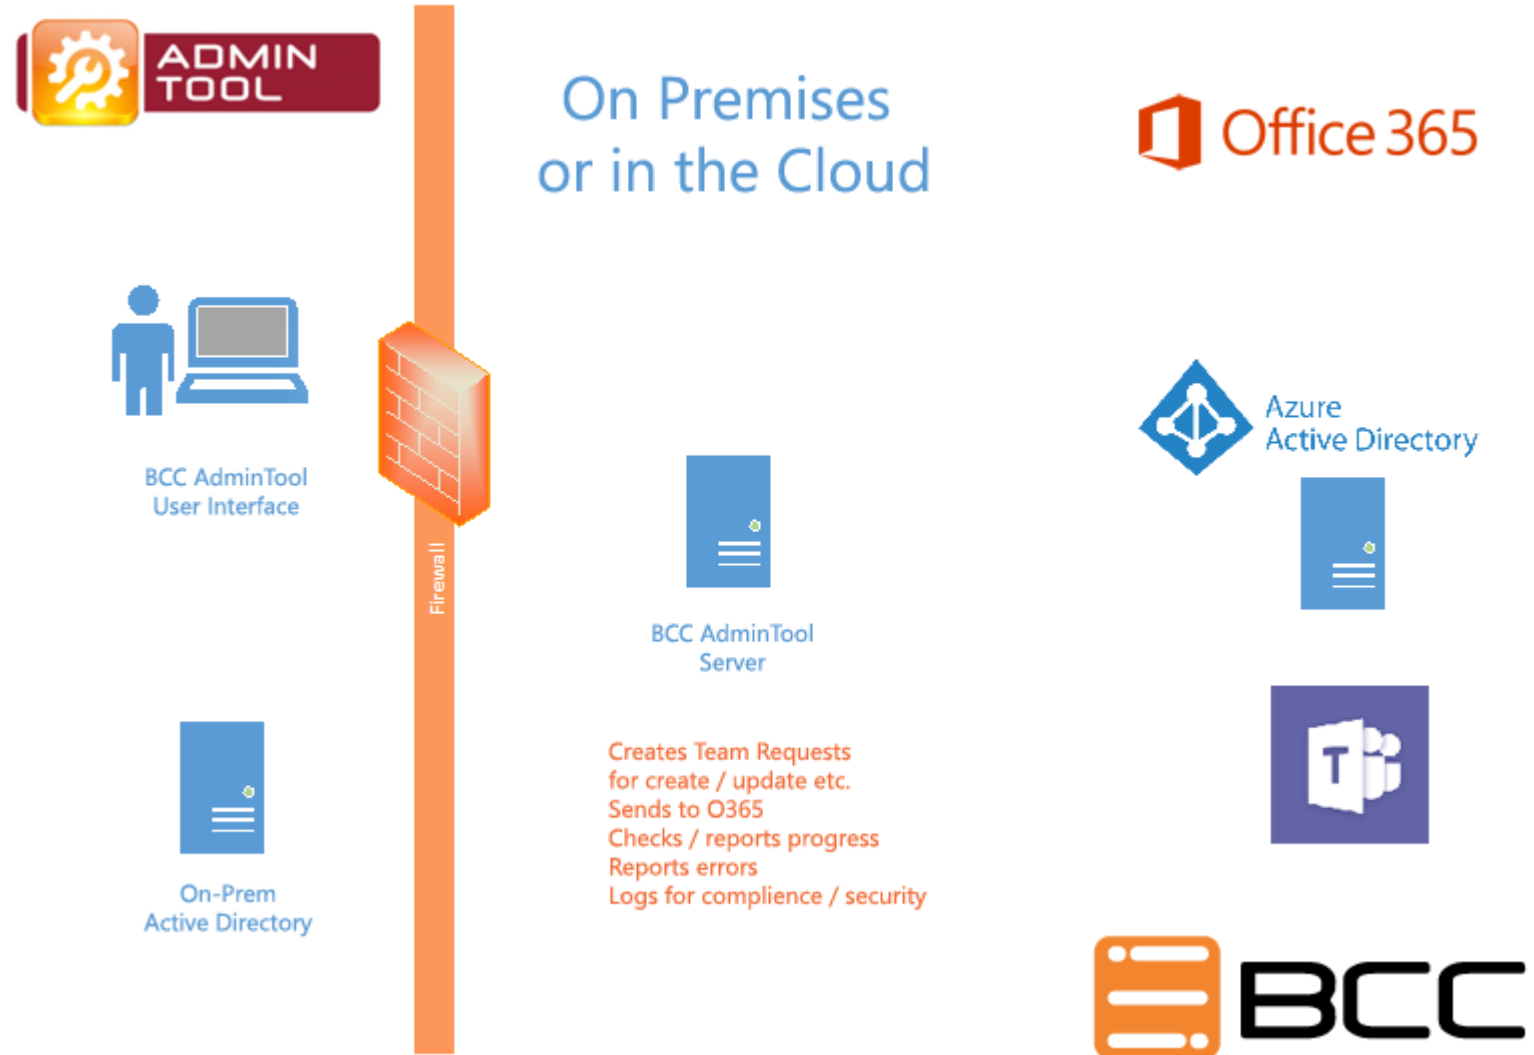 ADMIN
TOOL
On Premises
or in the Cloud
Office 365
BCC AdminTool
User Interface
Firewall
Azure
Active Directory
BCC AdminTool
Server
T
Creates Team Requests
for create / update etc.
Sends to O365
Checks / reports progress
Reports errors
Logs for complience / security
On-Prem
Active Directory
BCC